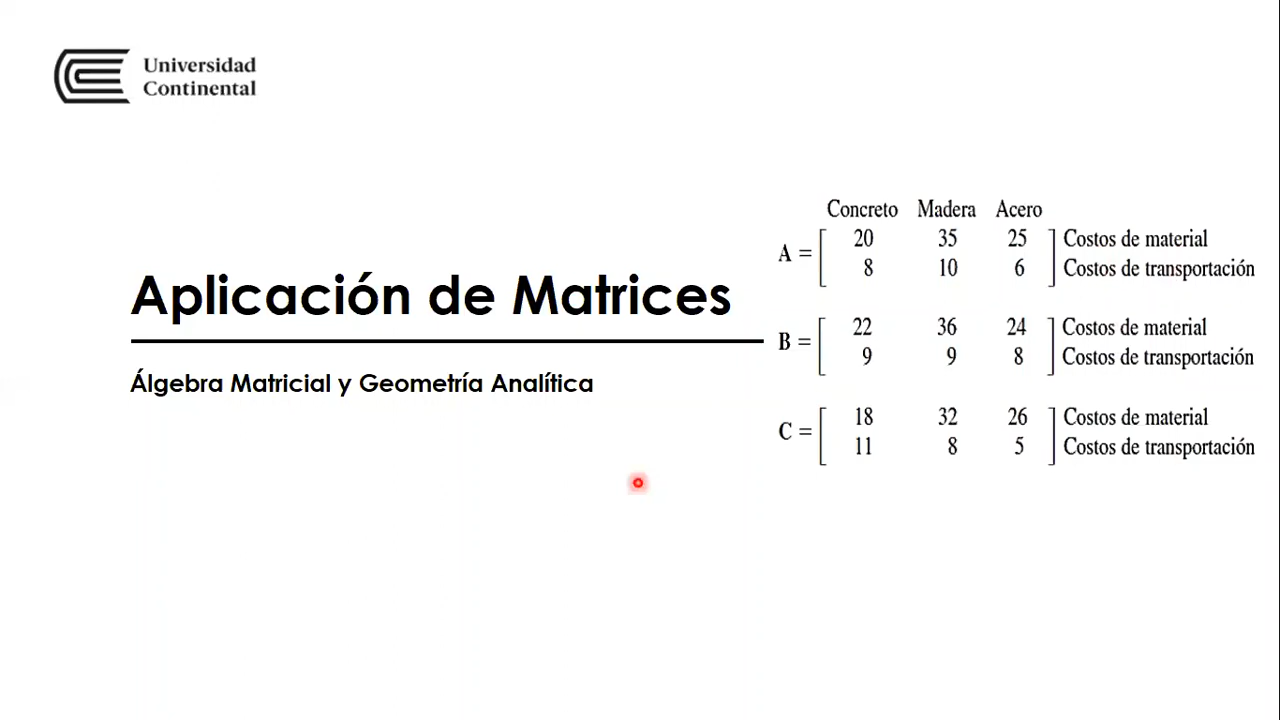 Universidad
Continental
Aplicación de Matrices
Álgebra Matricial y Geometría Analítica
Concreto Madera Acero
A = [ 20 35 25 ] Costos de material
8 10 6 Costos de transportación
B = [ 22 36 24 ] Costos de material
9 9 8 Costos de transportación
C = [ 18 32 26 ] Costos de material
11 8 5 Costos de transportación